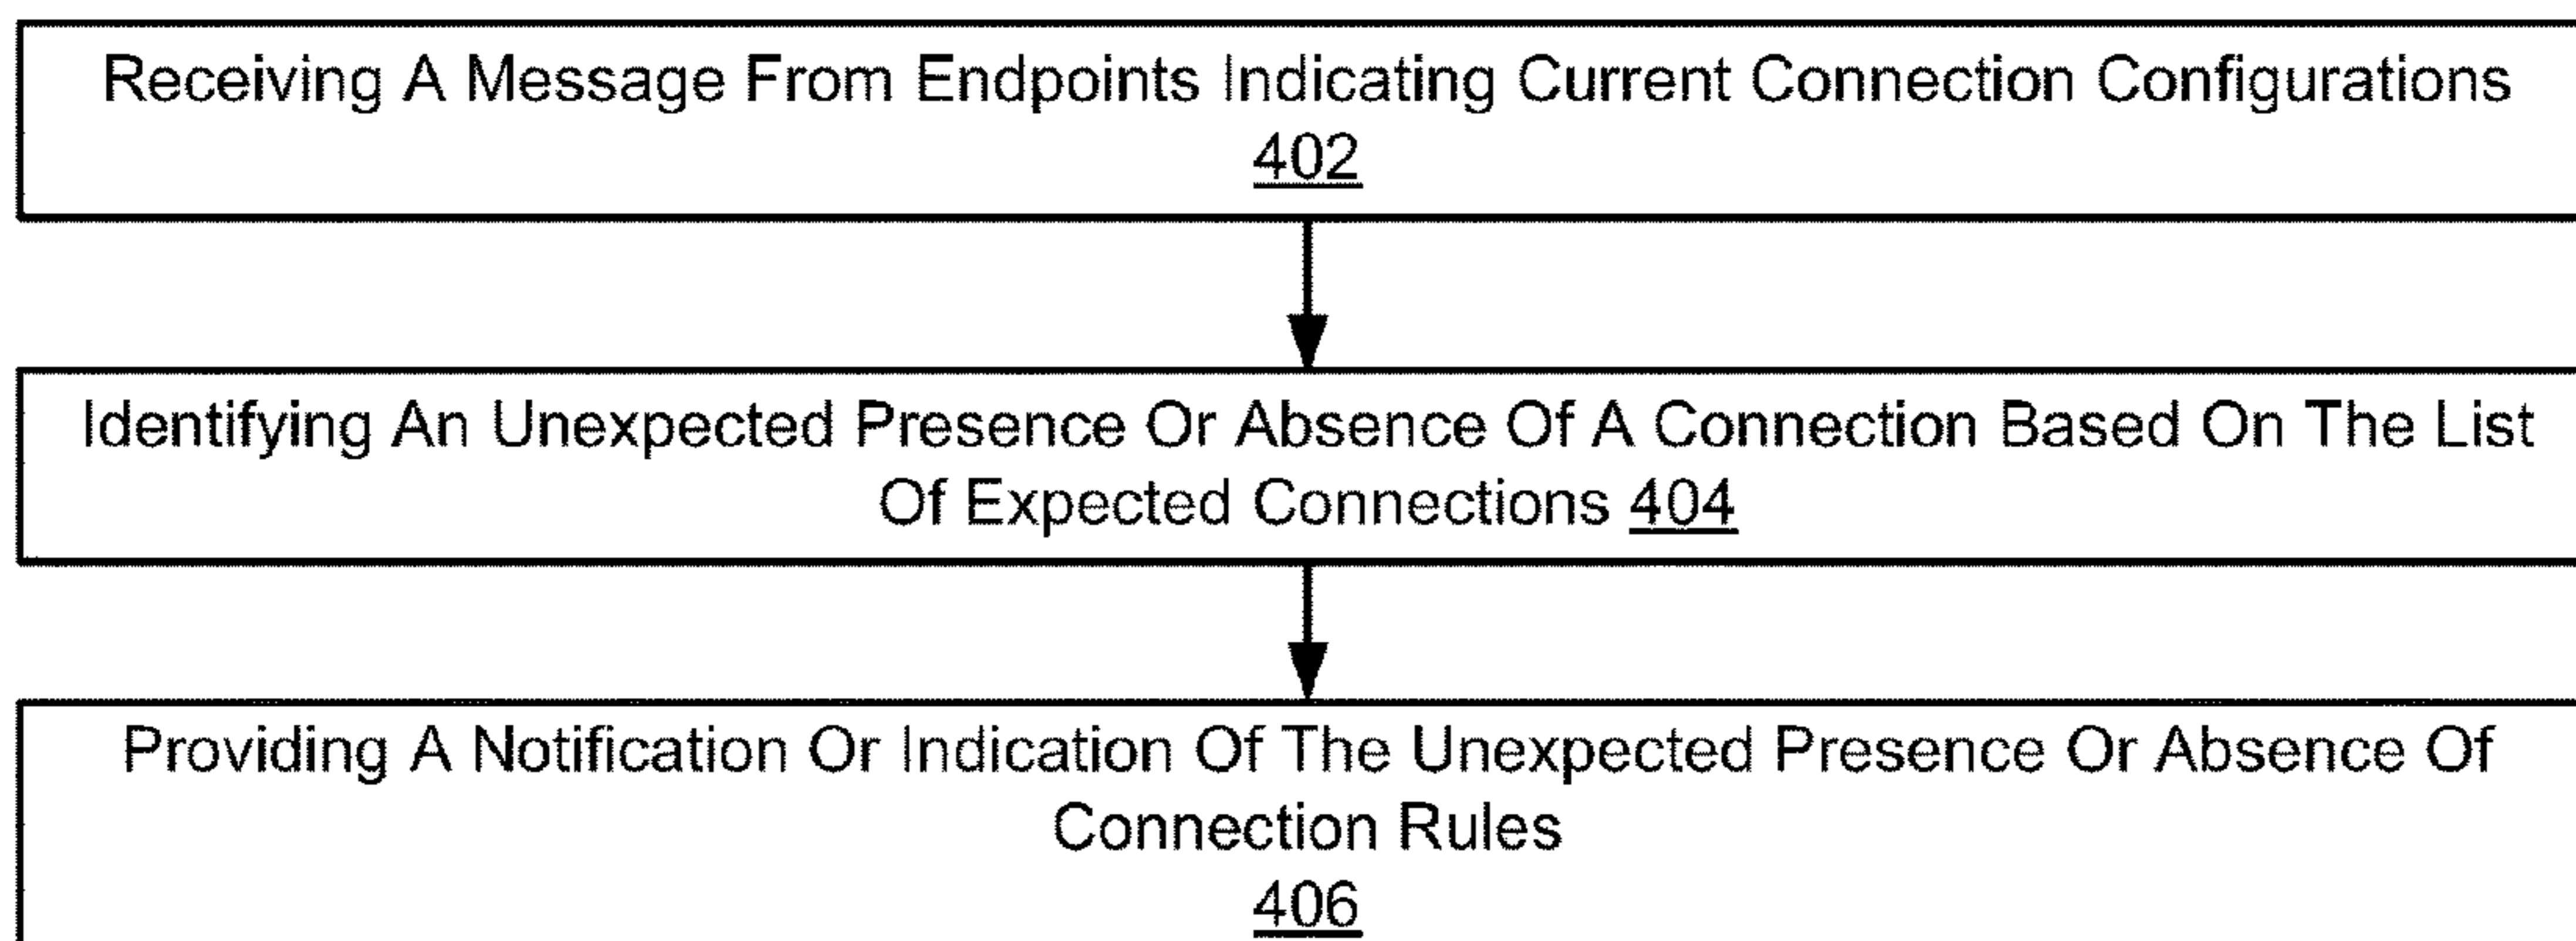 Receiving A Message From Endpoints Indicating Current Connection Configurations
402
Identifying An Unexpected Presence Or Absence Of A Connection Based On The List
Of Expected Connections 404
Providing A Notification Or Indication Of The Unexpected Presence Or Absence Of
Connection Rules
406